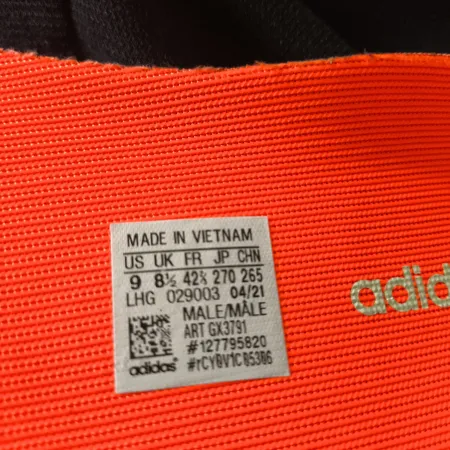 MADE IN VIETNAM
US UK FR JP CHN
9 8½ 42⅔ 270 265
LHG 029003 04/21
MALE/MÂLE
ART GX3791
#127795820
adidas
adid